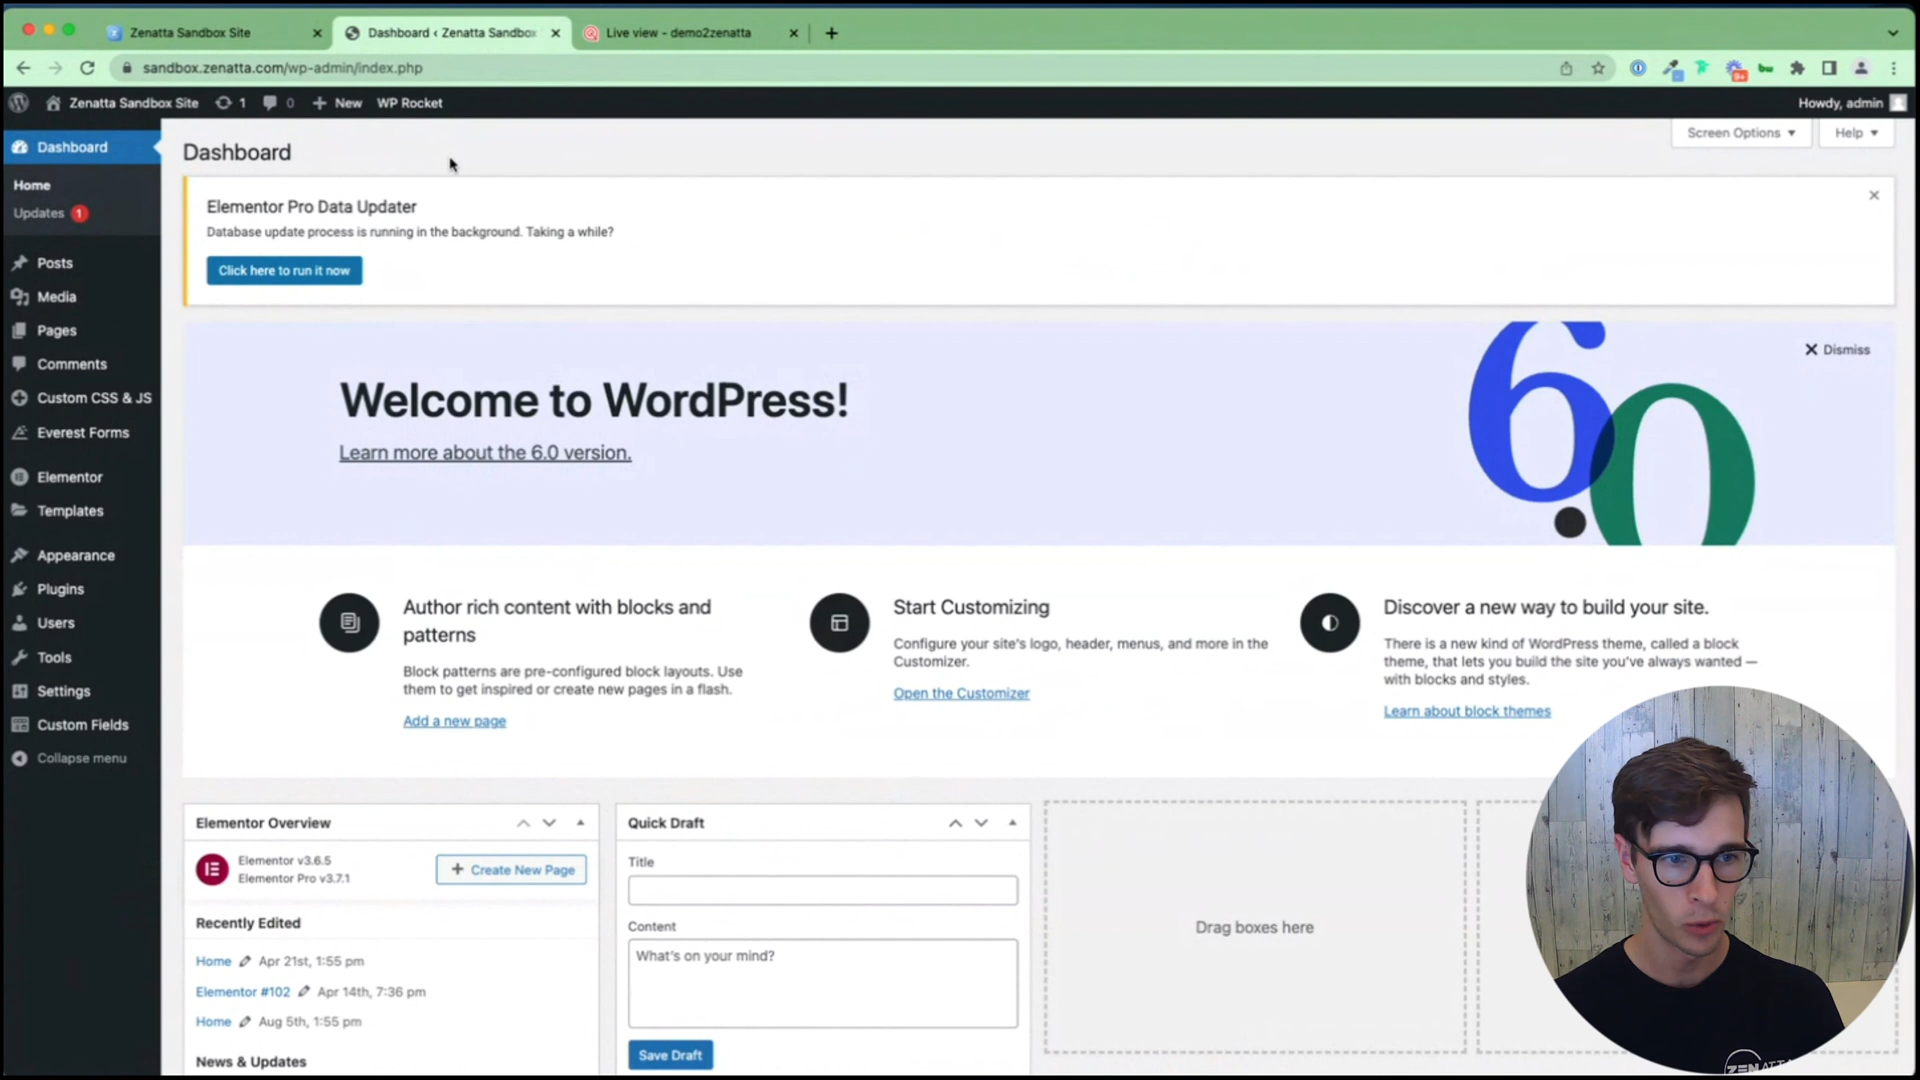 Zenatta Sandbox Site
Dashboard ‹ Zenatta Sandbox
Live view - demo2zenatta
sandbox.zenatta.com/wp-admin/index.php
9+
Zenatta Sandbox Site
1
0
New
WP Rocket
Howdy, admin
Dashboard
Home
Updates 1
Posts
Media
Pages
Comments
Custom CSS & JS
Everest Forms
Elementor
Templates
Appearance
Plugins
Users
Tools
Settings
Custom Fields
Collapse menu
Dashboard
Screen Options
Help
Elementor Pro Data Updater
Database update process is running in the background. Taking a while?
Click here to run it now
Dismiss
Welcome to WordPress!
Learn more about the 6.0 version.
6.0
Author rich content with blocks and
patterns
Block patterns are pre-configured block layouts. Use
them to get inspired or create new pages in a flash.
Add a new page
Start Customizing
Configure your site's logo, header, menus, and more in the
Customizer.
Open the Customizer
Discover a new way to build your site.
There is a new kind of WordPress theme, called a block
theme, that lets you build the site you've always wanted —
with blocks and styles.
Learn about block themes
Elementor Overview
Elementor v3.6.5
Elementor Pro v3.7.1
Create New Page
Recently Edited
Home Apr 21st, 1:55 pm
Elementor #102 Apr 14th, 7:36 pm
Home Aug 5th, 1:55 pm
News & Updates
Quick Draft
Title
Content
What's on your mind?
Save Draft
Drag boxes here